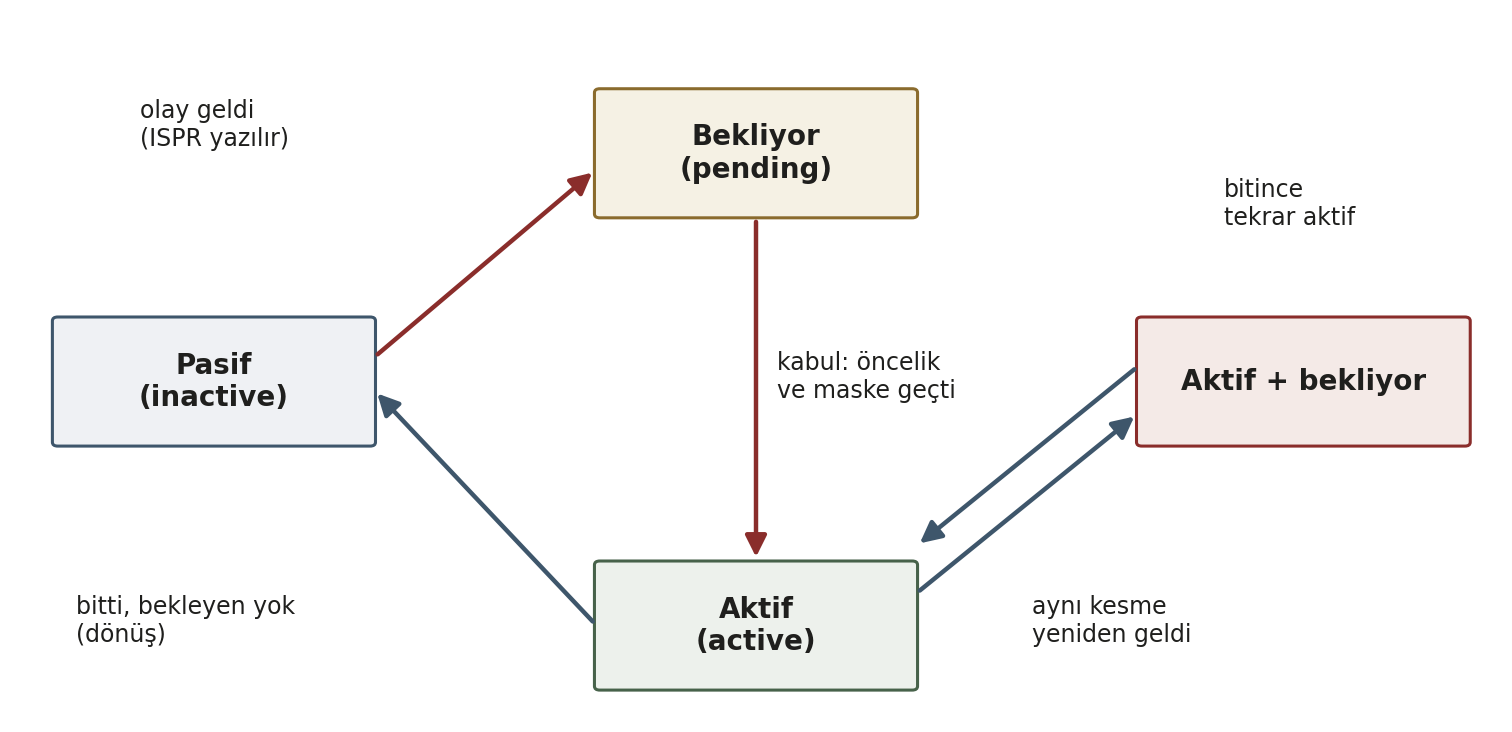 olay geldi
(ISPR yazılır)
Bekliyor
(pending)
bitince
tekrar aktif
Pasif
(inactive)
kabul: öncelik
ve maske geçti
Aktif + bekliyor
bitti, bekleyen yok
(dönüş)
Aktif
(active)
aynı kesme
yeniden geldi